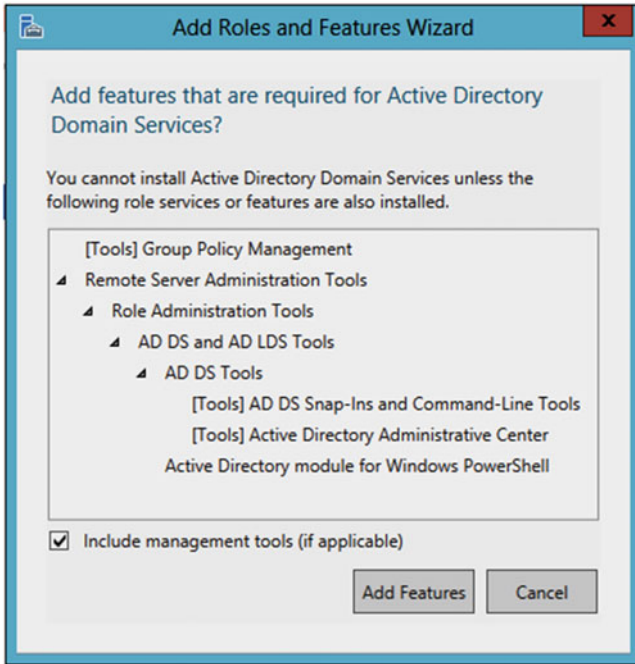 Add Roles and Features Wizard
x
Add features that are required for Active Directory
Domain Services?
You cannot install Active Directory Domain Services unless the
following role services or features are also installed.
[Tools] Group Policy Management
Remote Server Administration Tools
Role Administration Tools
AD DS and AD LDS Tools
AD DS Tools
[Tools] AD DS Snap-Ins and Command-Line Tools
[Tools] Active Directory Administrative Center
Active Directory module for Windows PowerShell
Include management tools (if applicable)
Add Features
Cancel